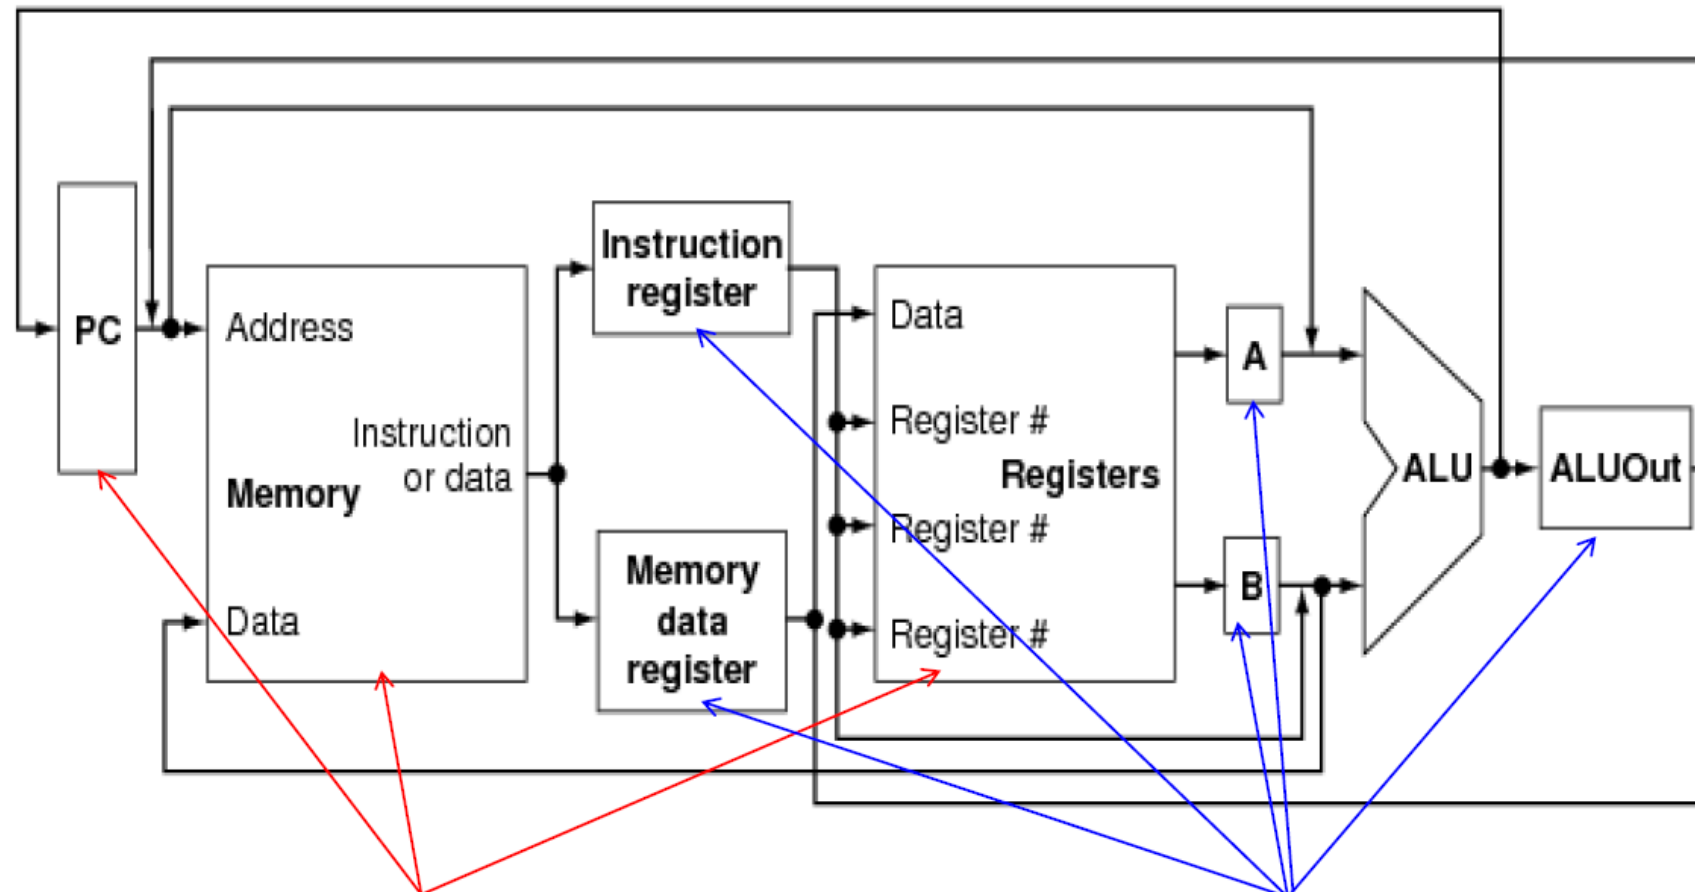 PC
Address
Instruction
or data
Memory
Data
Instruction
register
Memory
data
register
Data
Register #
Registers
Register #
Register #
A
B
ALU
ALUOut